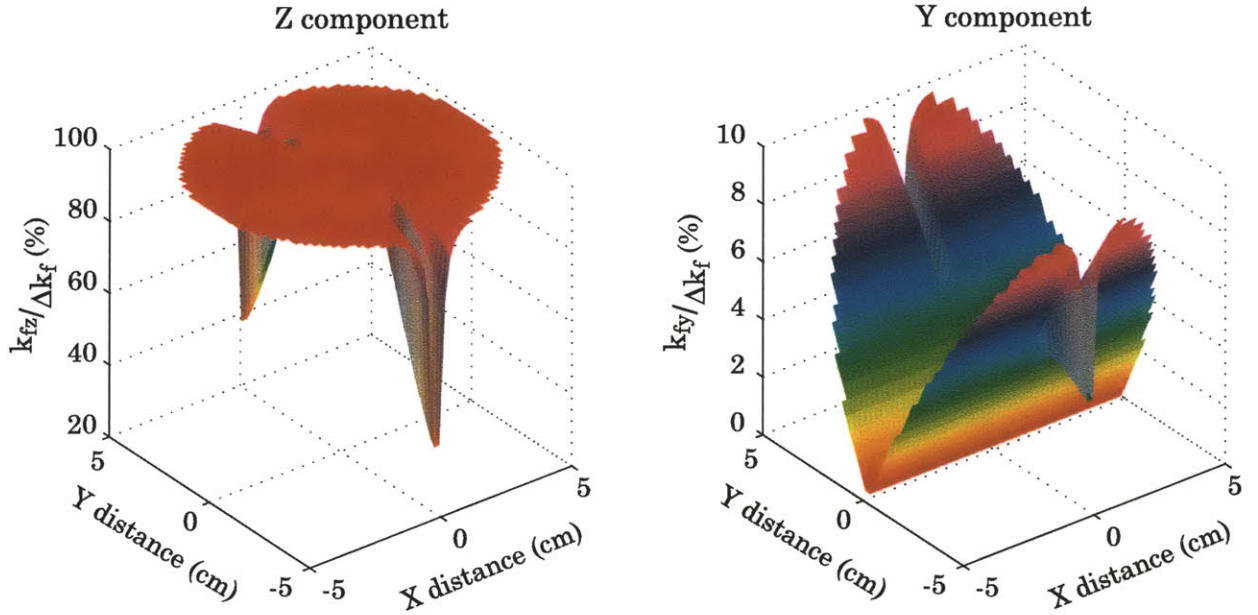 Z component
100
80
60
40
20
k_fz/Δk_f (%)
5
0
-5
Y distance (cm)
-5
0
5
X distance (cm)
Y component
10
8
6
4
2
0
k_fy/Δk_f (%)
5
0
-5
Y distance (cm)
-5
0
5
X distance (cm)